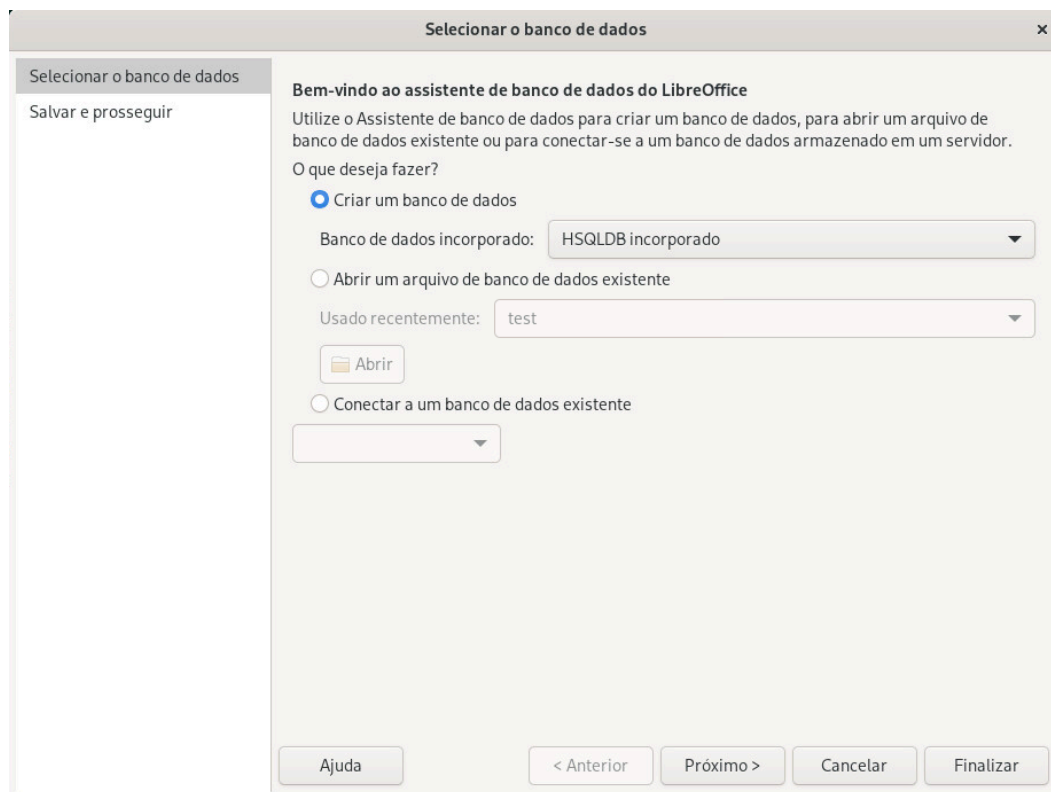 Selecionar o banco de dados
×
Selecionar o banco de dados
Salvar e prosseguir
Bem-vindo ao assistente de banco de dados do LibreOffice
Utilize o Assistente de banco de dados para criar um banco de dados, para abrir um arquivo de
banco de dados existente ou para conectar-se a um banco de dados armazenado em um servidor.
O que deseja fazer?
Criar um banco de dados
Banco de dados incorporado: HSQLDB incorporado
Abrir um arquivo de banco de dados existente
Usado recentemente: test
Abrir
Conectar a um banco de dados existente
Ajuda < Anterior Próximo > Cancelar Finalizar